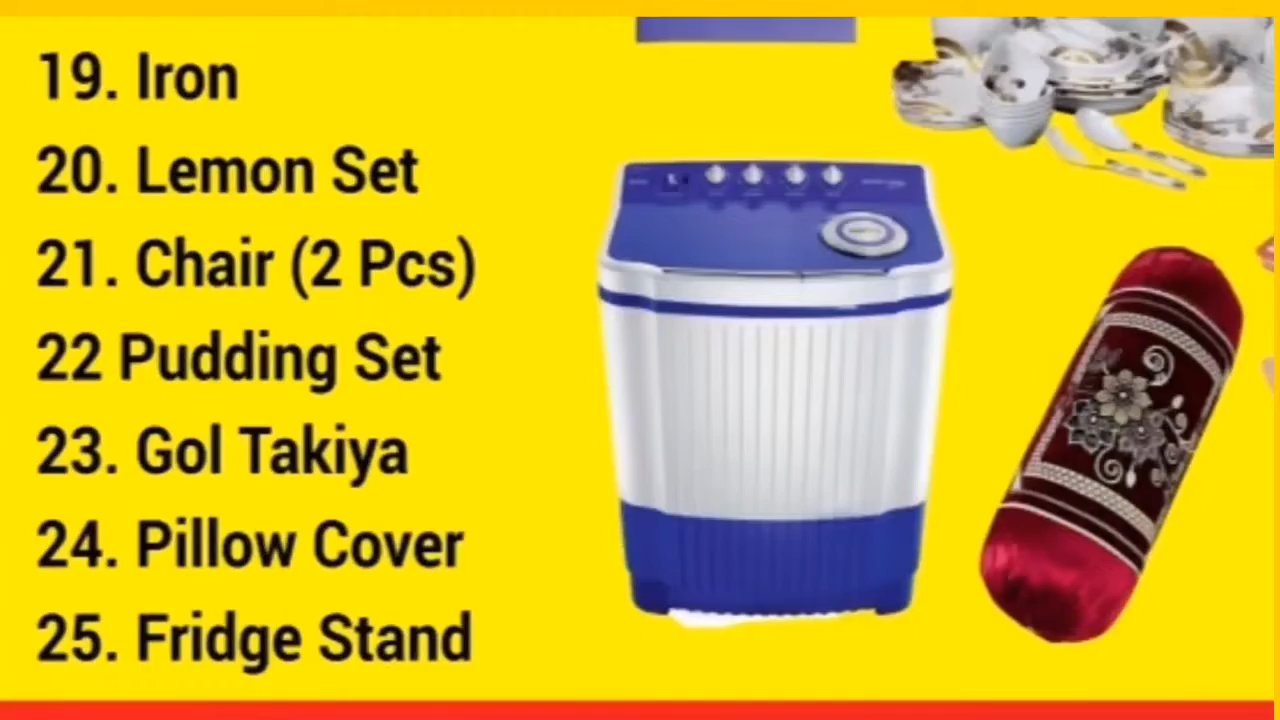 19. Iron
20. Lemon Set
21. Chair (2 Pcs)
22 Pudding Set
23. Gol Takiya
24. Pillow Cover
25. Fridge Stand